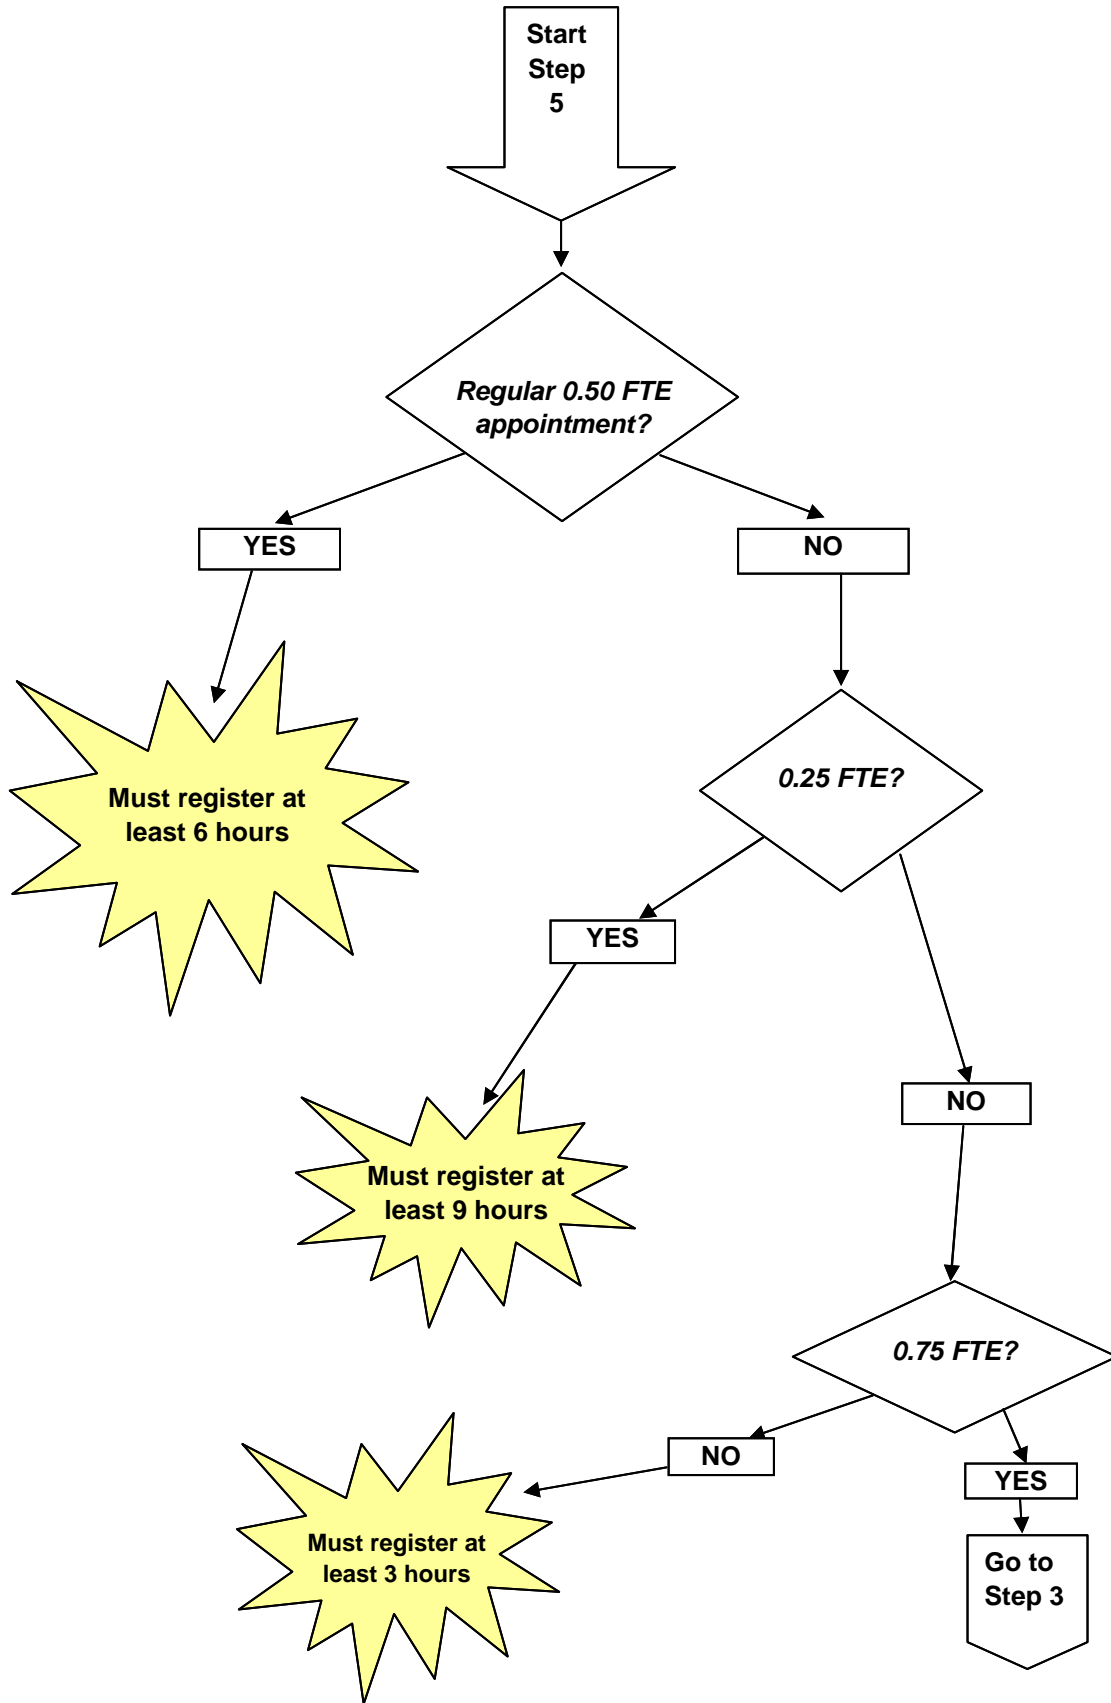 Start
Step
5
Regular 0.50 FTE
appointment?
YES
NO
Must register at
least 6 hours
0.25 FTE?
YES
NO
Must register at
least 9 hours
0.75 FTE?
NO
YES
Must register at
least 3 hours
Go to
Step 3